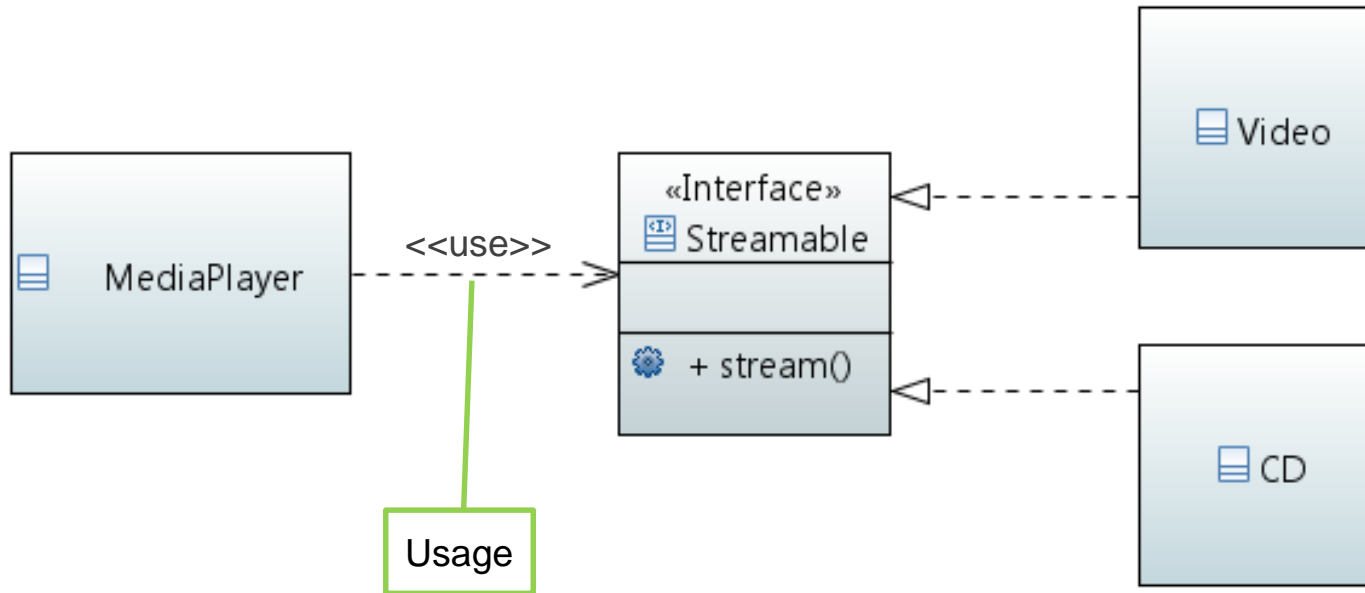 MediaPlayer
<<use>>
Usage
«Interface»
Streamable
+ stream()
Video
CD